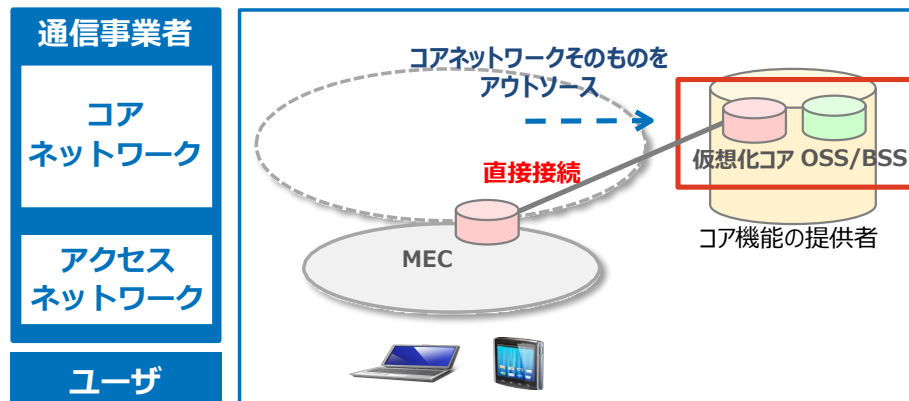 通信事業者
コア
ネットワーク
アクセス
ネットワーク
ユーザ
コアネットワークそのものを
アウトソース
直接接続
仮想化コア OSS/BSS
コア機能の提供者
MEC